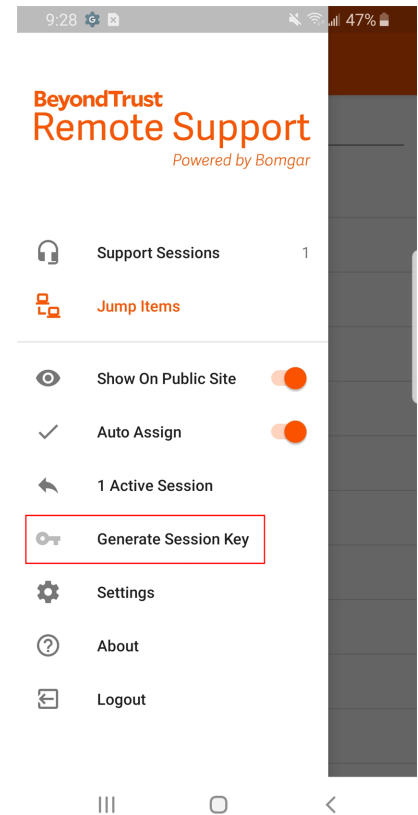 9:28
47%
BeyondTrust
Remote Support
Powered by Bomgar
Support Sessions 1
Jump Items
Show On Public Site
Auto Assign
1 Active Session
Generate Session Key
Settings
About
Logout